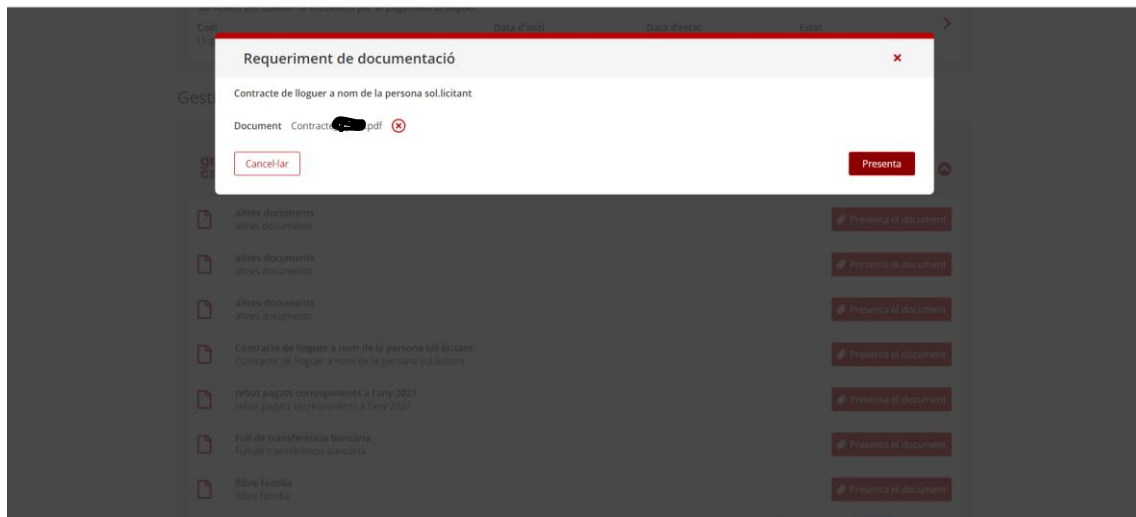 Codi Data d'inici Data d'estat Estat
Requeriment de documentació
Contracte de lloguer a nom de la persona sol.licitant
Document Contracte .pdf
Cancel·lar Presenta
altres documents
altres documents
Presenta el document
altres documents
altres documents
Presenta el document
altres documents
altres documents
Presenta el document
Contracte de lloguer a nom de la persona sol.licitant.
Contracte de lloguer a nom de la persona sol.licitant
Presenta el document
rebut pagats corresponents a l'any 2021
rebut pagats corresponents a l'any 2021
Presenta el document
Full de transferència bancària
Full de transferència bancària
Presenta el document
llibre família
llibre família
Presenta el document